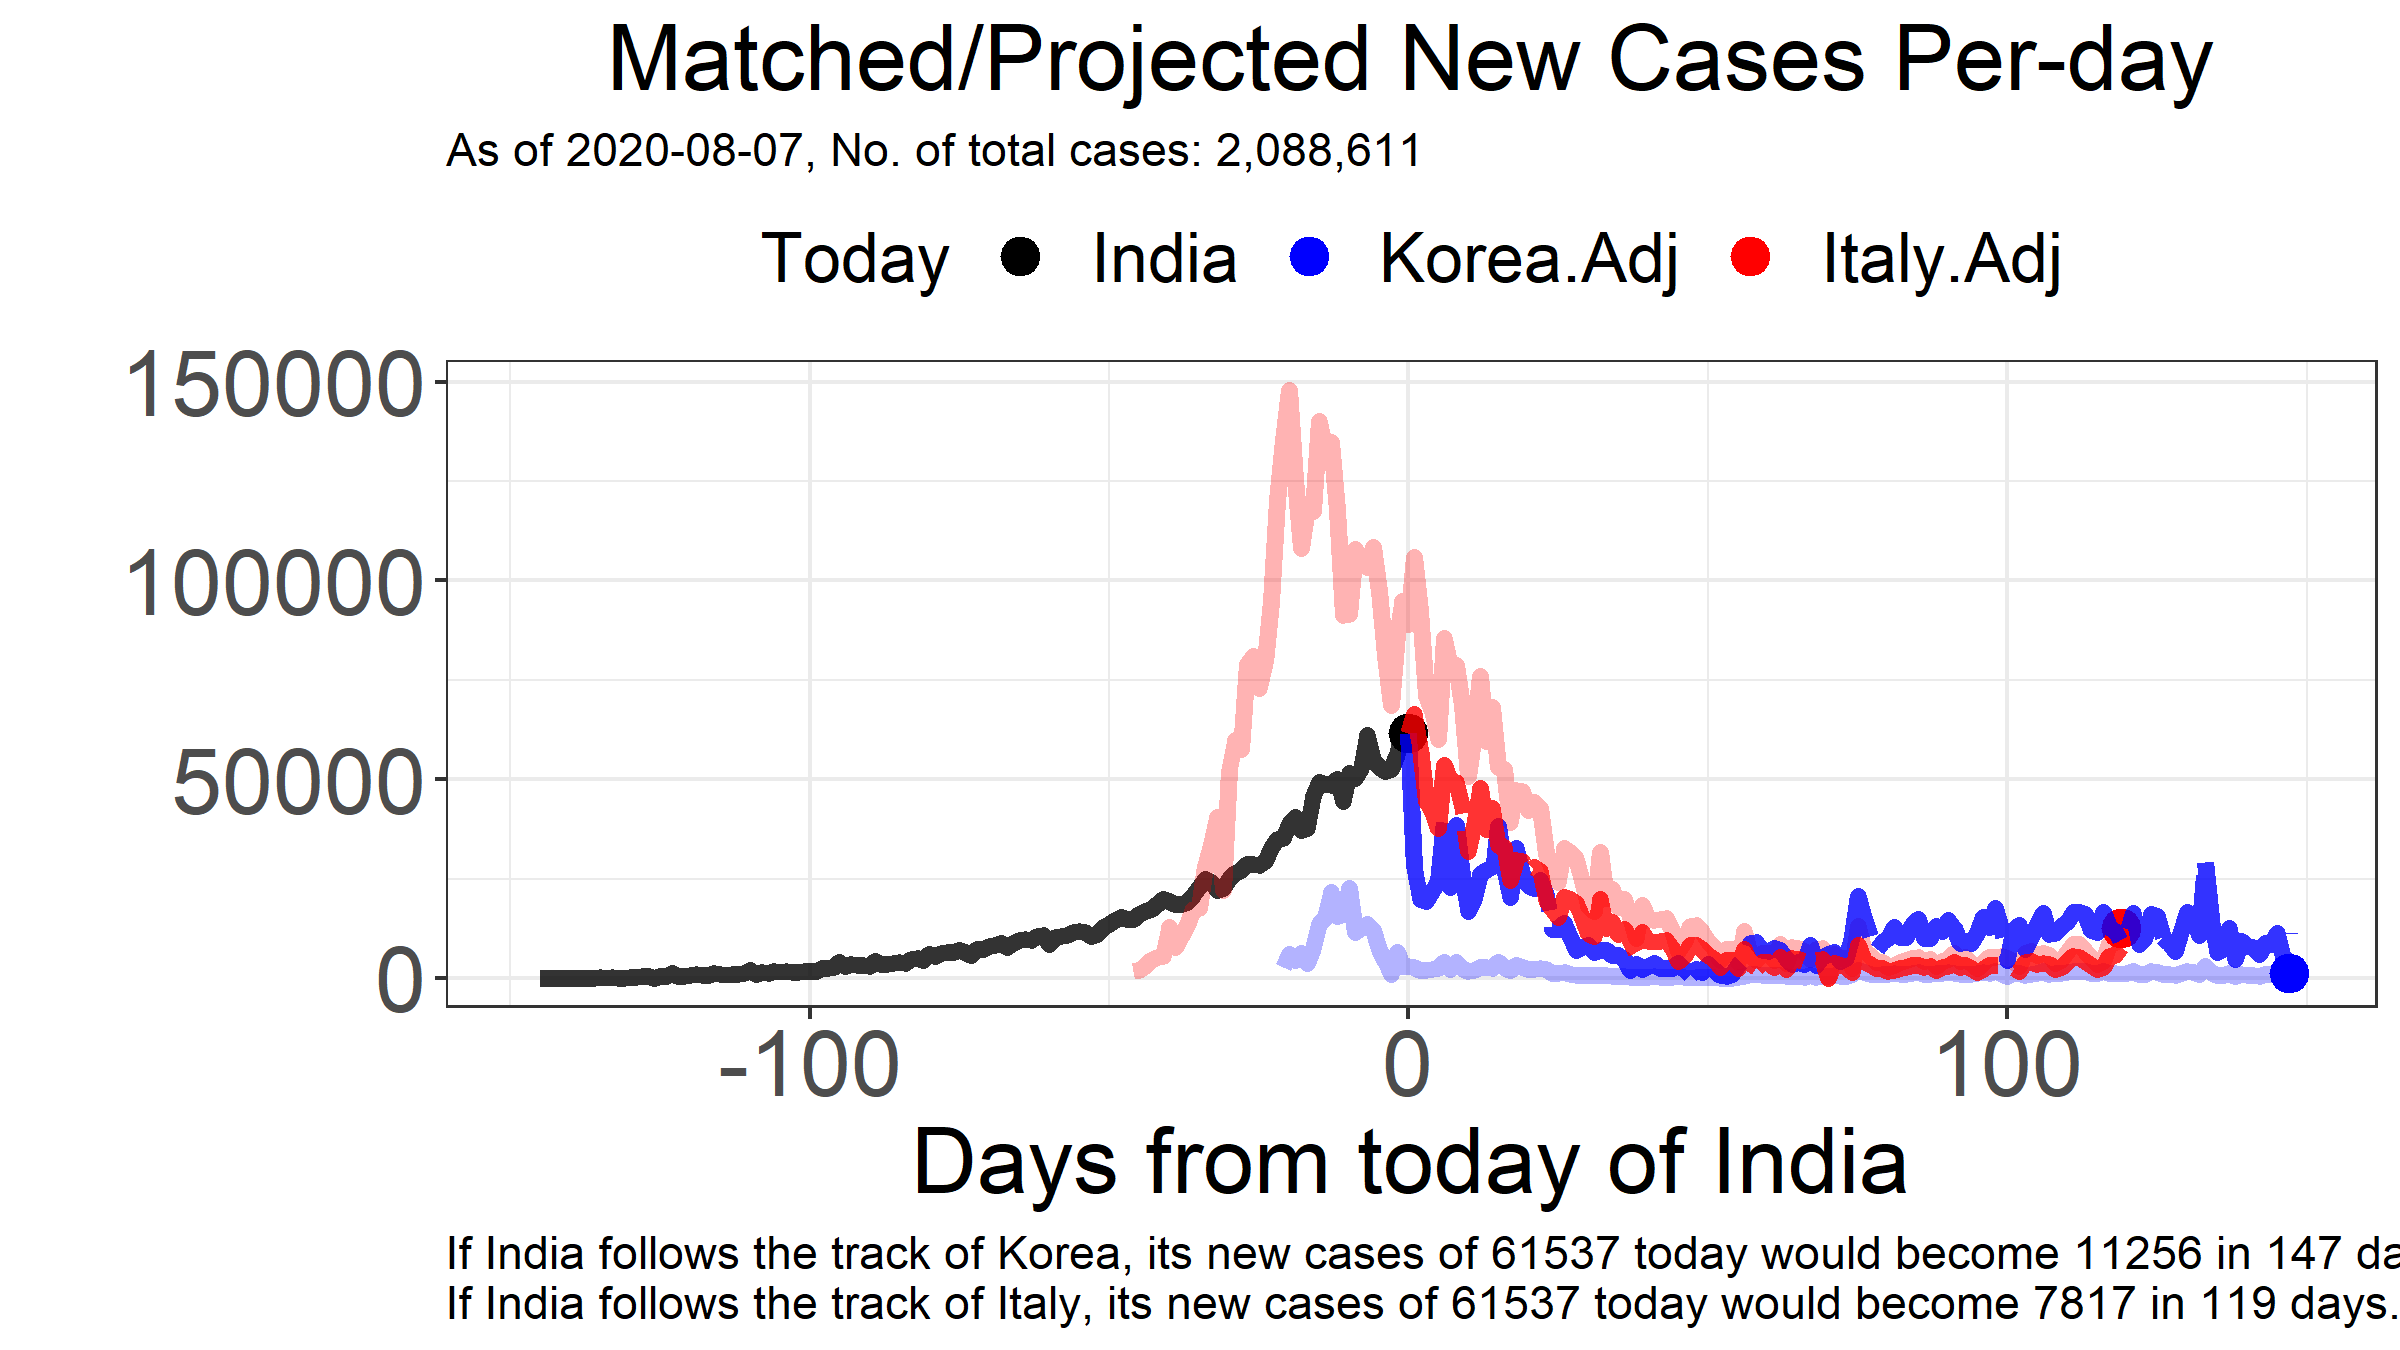 Matched/Projected New Cases Per-day
As of 2020-08-07, No. of total cases: 2,088,611
Today India Korea.Adj Italy.Adj
150000
100000
50000
0
-100 0 100
Days from today of India
If India follows the track of Korea, its new cases of 61537 today would become 11256 in 147 da
If India follows the track of Italy, its new cases of 61537 today would become 7817 in 119 days.